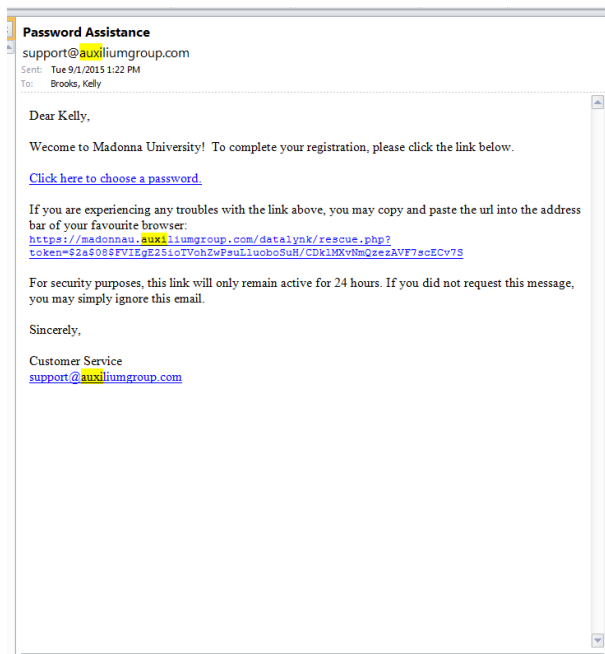 Password Assistance
support@auxiliumgroup.com
Sent: Tue 9/1/2015 1:22 PM
To: Brooks, Kelly
Dear Kelly,
Wecome to Madonna University! To complete your registration, please click the link below.
Click here to choose a password.
If you are experiencing any troubles with the link above, you may copy and paste the url into the address
bar of your favourite browser:
https://madonnau.auxiliumgroup.com/datalynk/rescue.php?
token=$2a$08$FVIEgE25ioTVohZwPsuLluoboSuH/CDklMXvNmQzezAVF7scECv7S
For security purposes, this link will only remain active for 24 hours. If you did not request this message,
you may simply ignore this email.
Sincerely,
Customer Service
support@auxiliumgroup.com